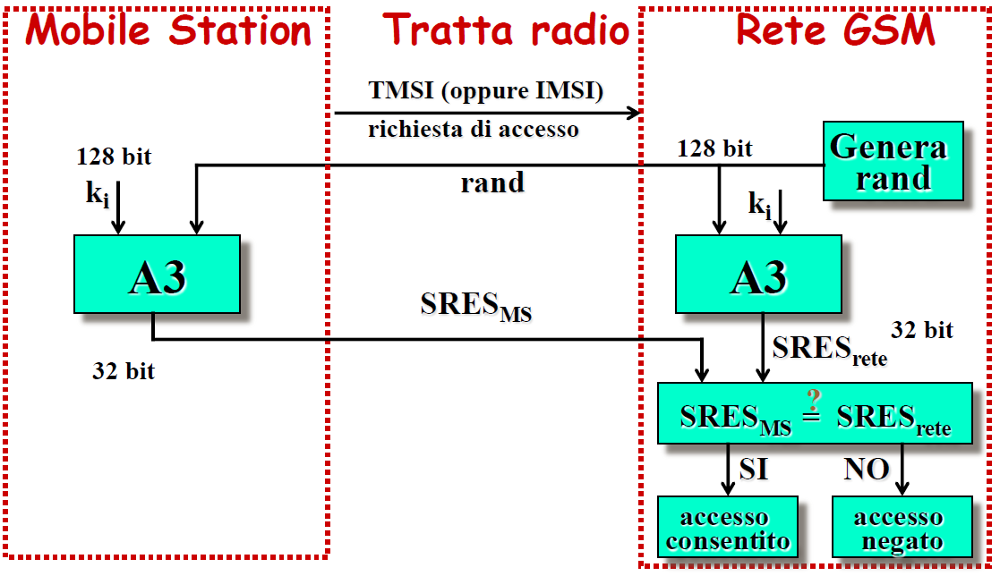 Mobile Station
Tratta radio
Rete GSM
TMSI (oppure IMSI)
richiesta di accesso
128 bit
128 bit
Genera
rand
rand
ki
ki
A3
A3
SRESMS
32 bit
SRESrete
32 bit
SRESMS =? SRESrete
SI
NO
accesso
consentito
accesso
negato